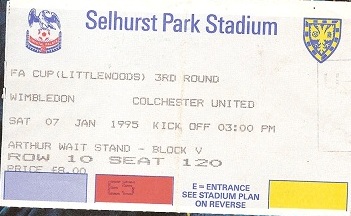 Selhurst Park Stadium
FA CUP(LITTLEWOODS) 3RD ROUND
WIMBLEDON COLCHESTER UNITED
SAT 07 JAN 1995 KICK OFF 03:00 PM
ARTHUR WAIT STAND - BLOCK V
ROW 10 SEAT 120
PRICE £8.00
E5
E = ENTRANCE
SEE STADIUM PLAN
ON REVERSE